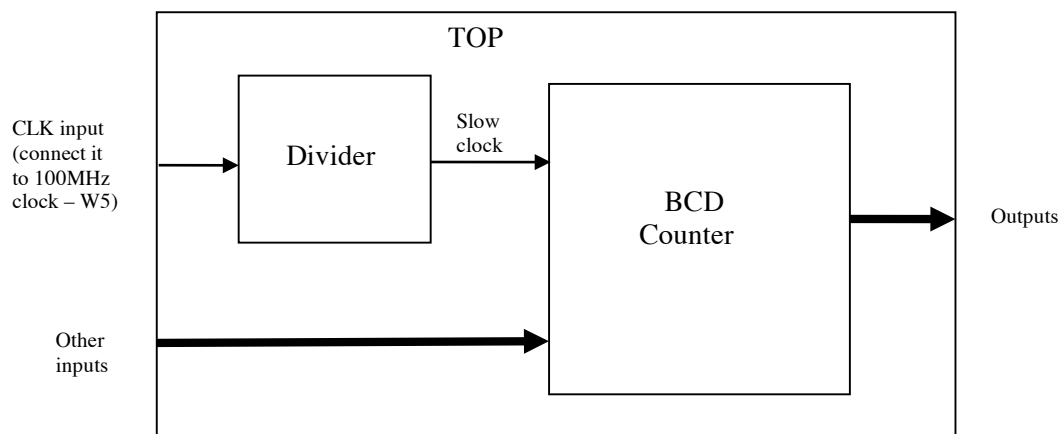 TOP
CLK input
(connect it
to 100MHz
clock – W5)
Divider
Slow
clock
BCD
Counter
Outputs
Other
inputs